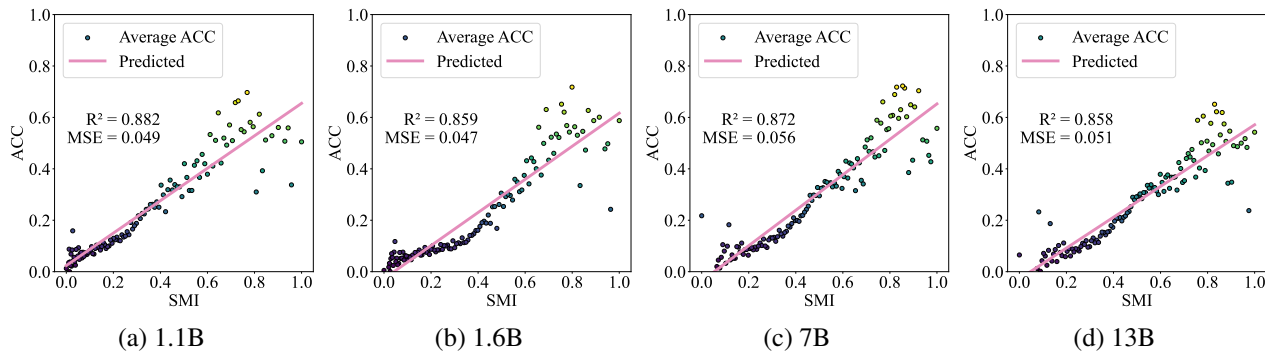 1.0
0.8
0.6
0.4
0.2
0.0
ACC
Average ACC
Predicted
R² = 0.882
MSE = 0.049
0.0 0.2 0.4 0.6 0.8 1.0
SMI
(a) 1.1B
1.0
0.8
0.6
0.4
0.2
0.0
ACC
Average ACC
Predicted
R² = 0.859
MSE = 0.047
0.0 0.2 0.4 0.6 0.8 1.0
SMI
(b) 1.6B
1.0
0.8
0.6
0.4
0.2
0.0
ACC
Average ACC
Predicted
R² = 0.872
MSE = 0.056
0.0 0.2 0.4 0.6 0.8 1.0
SMI
(c) 7B
1.0
0.8
0.6
0.4
0.2
0.0
ACC
Average ACC
Predicted
R² = 0.858
MSE = 0.051
0.0 0.2 0.4 0.6 0.8 1.0
SMI
(d) 13B